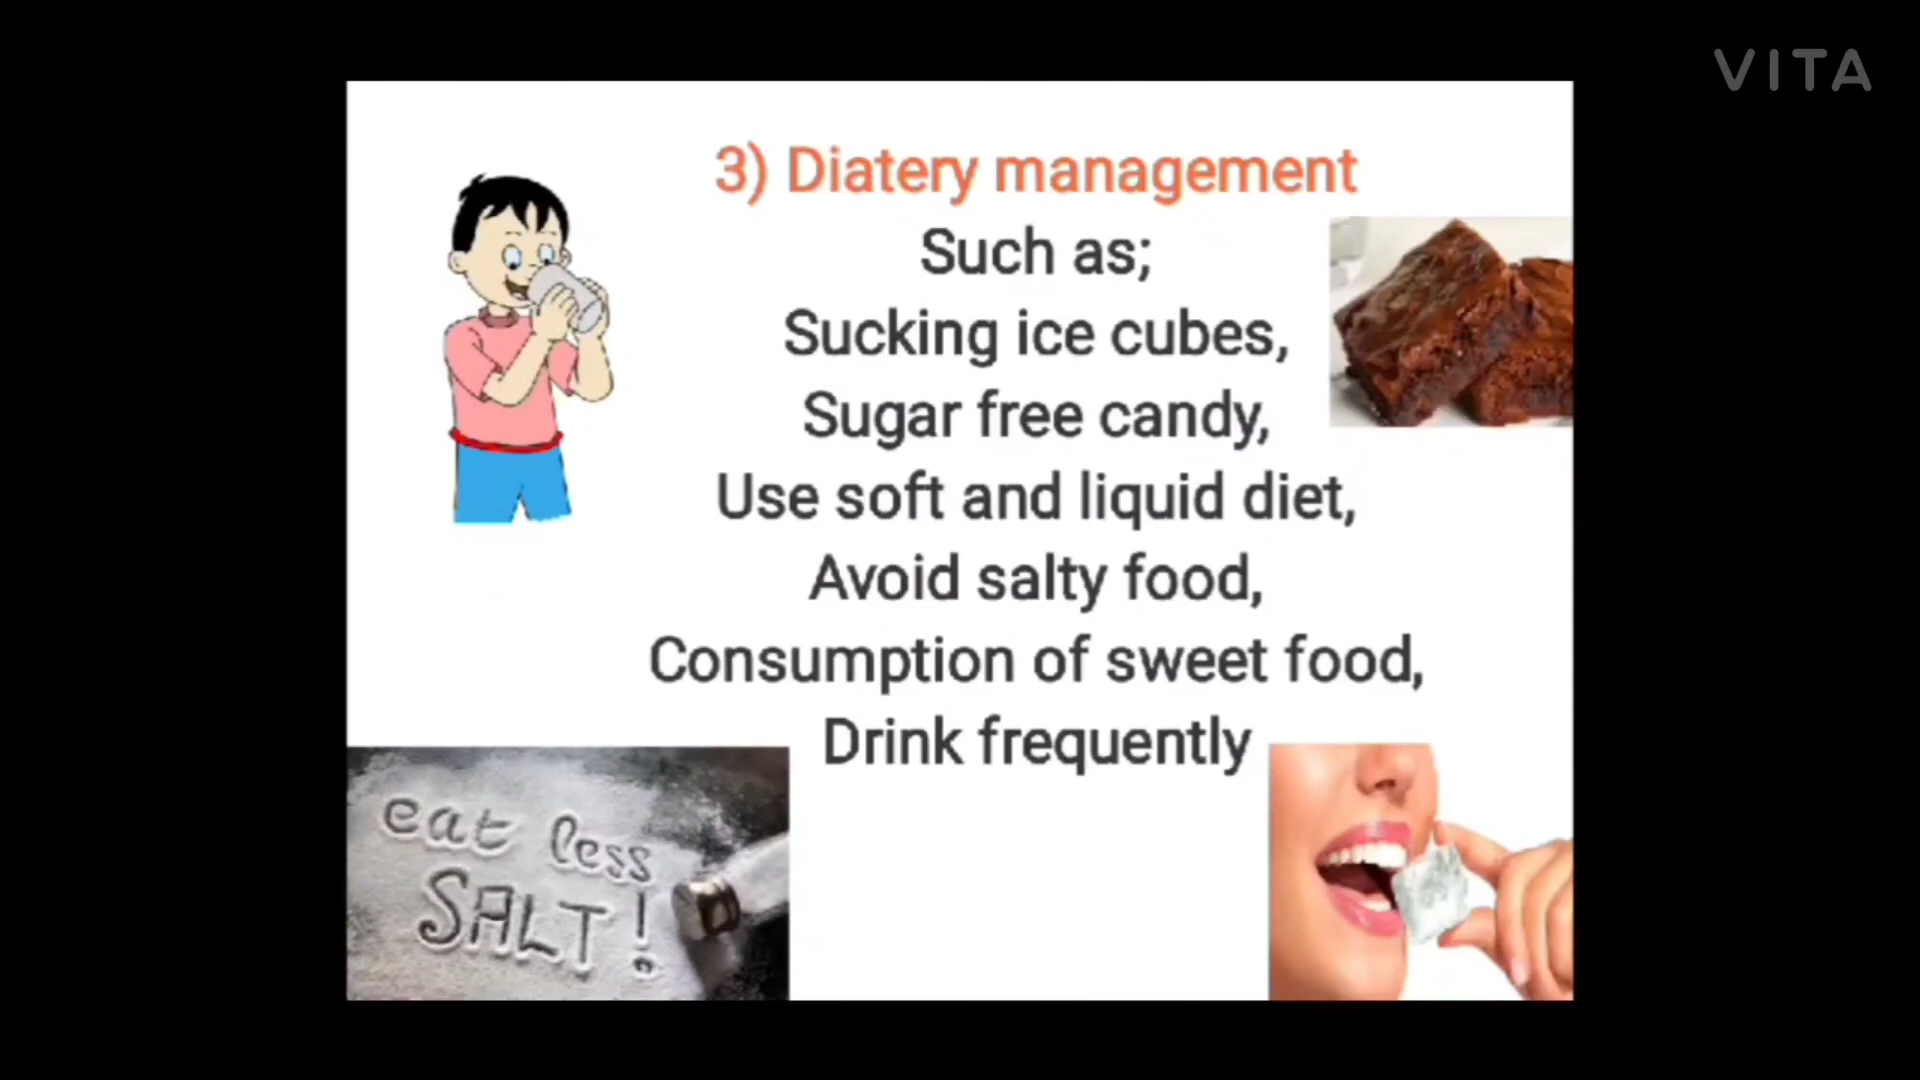 VITA
3) Diatery management
Such as;
Sucking ice cubes,
Sugar free candy,
Use soft and liquid diet,
Avoid salty food,
Consumption of sweet food,
Drink frequently
eat less
SALT!